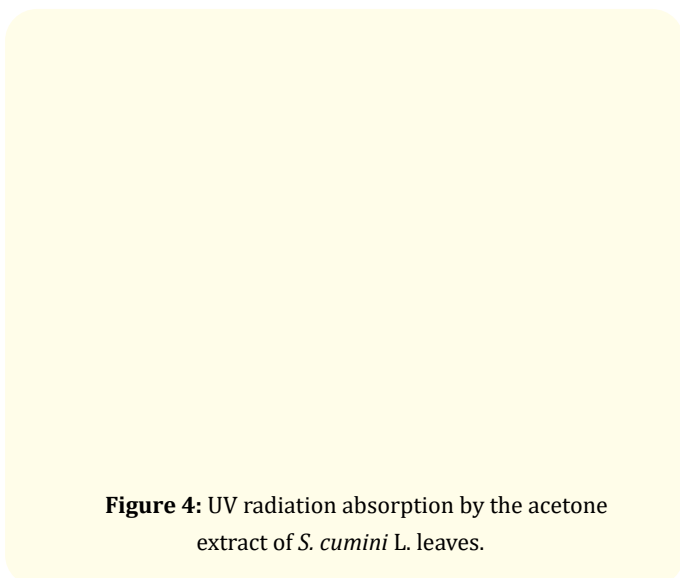 Figure 4: UV radiation absorption by the acetone
extract of S. cumini L. leaves.